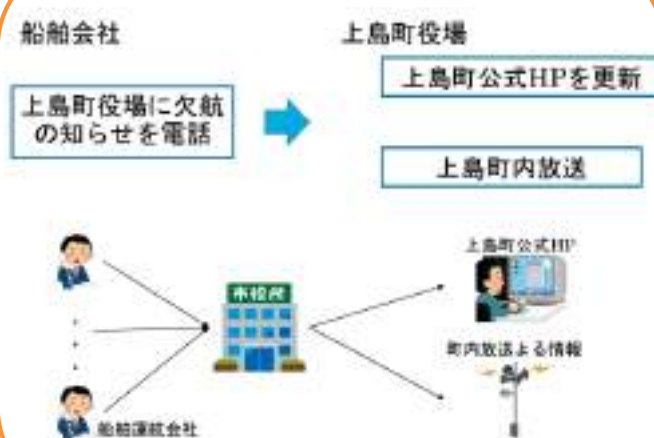 船舶会社
上島町役場
上島町役場に欠航
の知らせを電話
上島町公式HPを更新
上島町内放送
市役所
上島町公式HP
町内放送よる情報
船舶運航会社